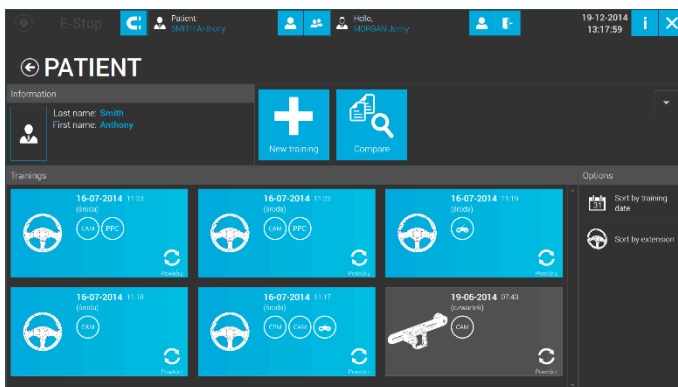 E-Stop
Patient:
SMITH Anthony
Hello,
MORGAN Jenny
19-12-2014
13:17:59
i
PATIENT
Information
Last name: Smith
First name: Anthony
New training
Compare
Trainings
Options
16-07-2014 11:23
(środa)
CAM PPC
Powtórz
16-07-2014 11:22
(środa)
CAM PPC
Powtórz
16-07-2014 11:19
(środa)
Powtórz
31
Sort by training
date
Sort by extension
16-07-2014 11:18
(środa)
CAM
Powtórz
16-07-2014 11:17
(środa)
CPM CAM
Powtórz
19-06-2014 07:43
(czwartek)
CAM
Powtórz